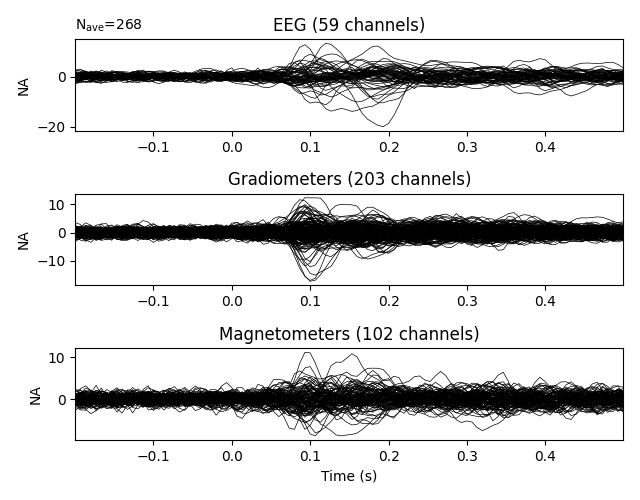 Nave=268
EEG (59 channels)
NA
0
−20
−0.1 0.0 0.1 0.2 0.3 0.4
Gradiometers (203 channels)
NA
10
0
−10
−0.1 0.0 0.1 0.2 0.3 0.4
Magnetometers (102 channels)
NA
10
0
−0.1 0.0 0.1 0.2 0.3 0.4
Time (s)